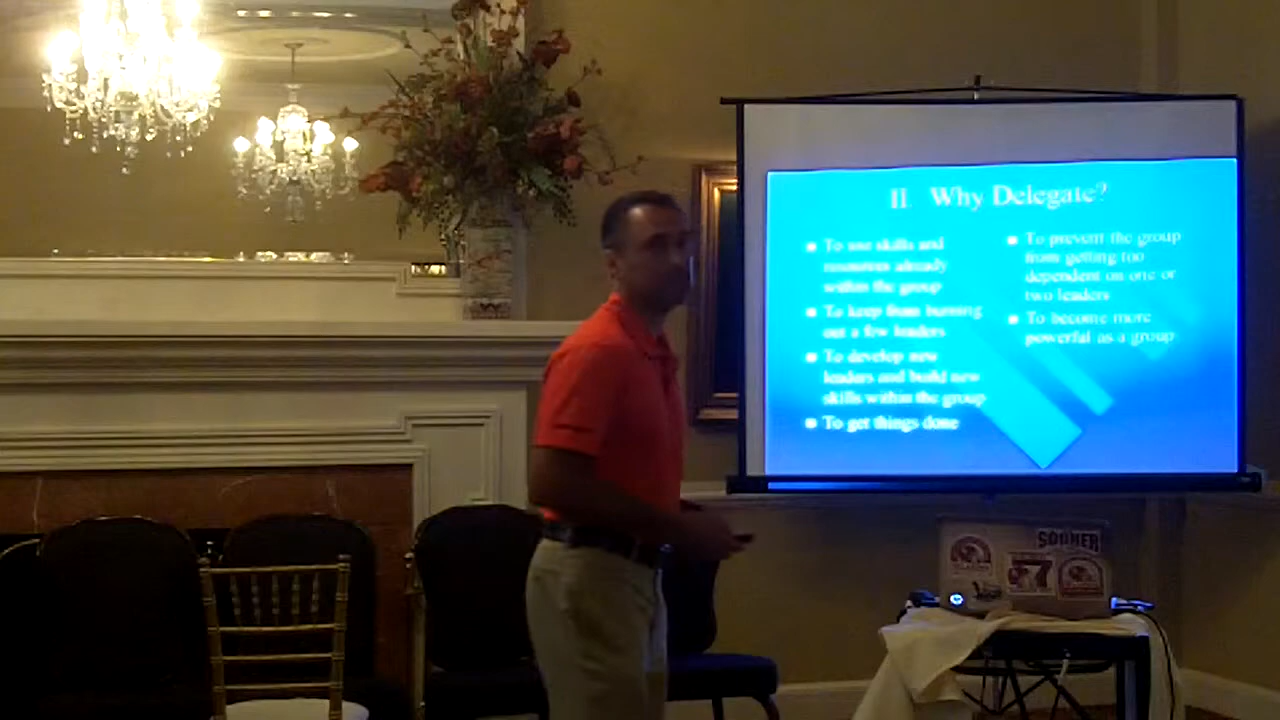 II. Why Delegate?
To use skills and
resources already
within the group
To keep from burning
out a few leaders
To develop new
leaders and build new
skills within the group
To get things done
To prevent the group
from getting too
dependent on one or
two leaders
To become more
powerful as a group
SOONER